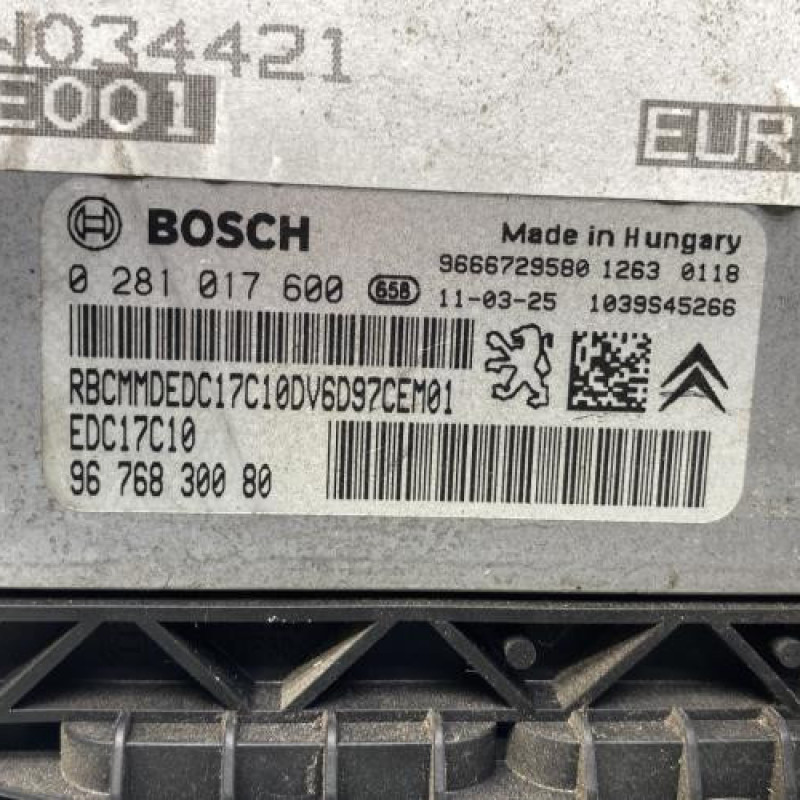 034421
E001
EUR
BOSCH
Made in Hungary
0 281 017 600
658
9666729580 1263 0118
11-03-25 1039S45266
RBCMMDEDC17C10DV6D97CEM01
EDC17C10
96 768 300 80